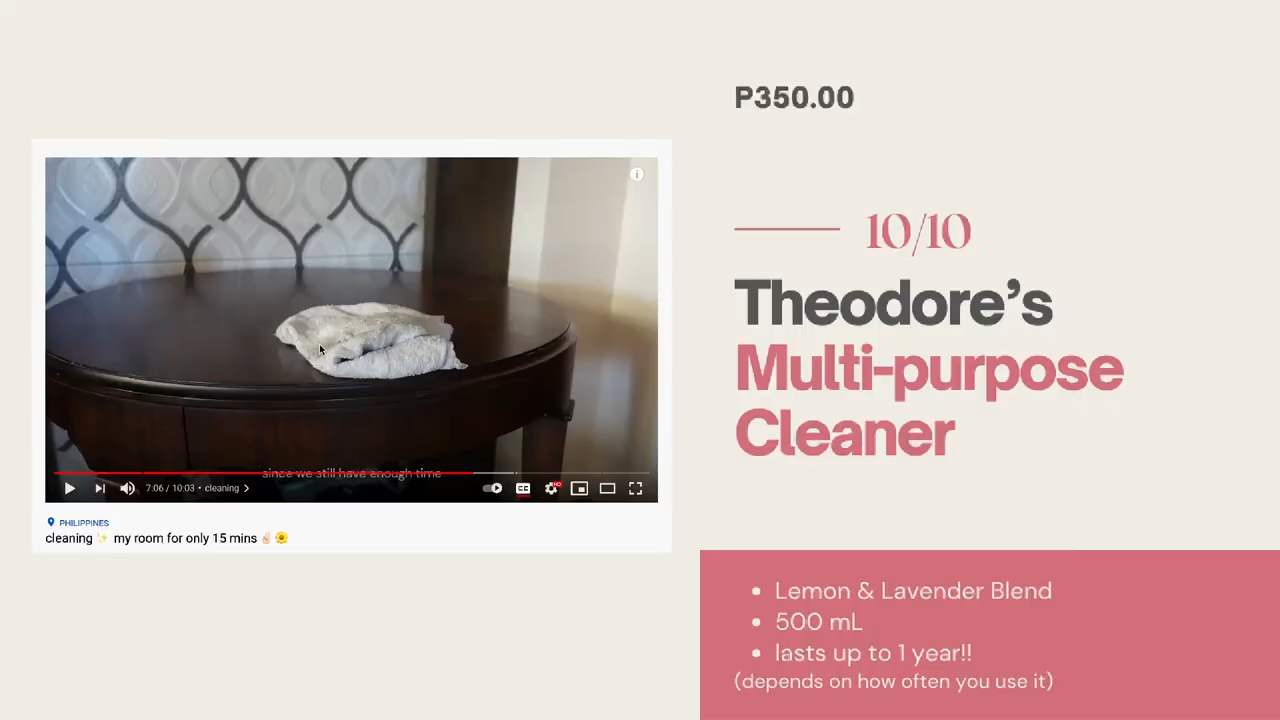 P350.00
10/10
Theodore's
Multi-purpose
Cleaner
since we still have enough time
7:06 / 10:03 • cleaning
CC
HD
PHILIPPINES
cleaning ✨ my room for only 15 mins ✌🏻 🌻
• Lemon & Lavender Blend
• 500 mL
• lasts up to 1 year!!
(depends on how often you use it)